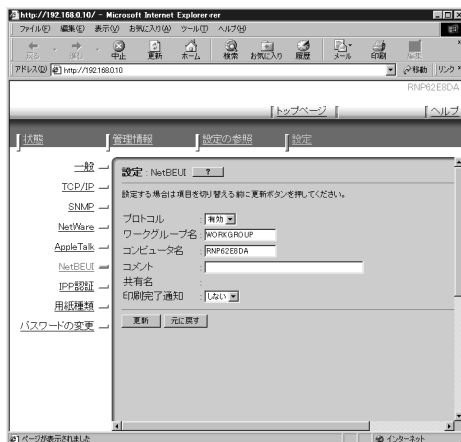 http://192.168.0.10/ - Microsoft Internet Explorer
ファイル(F) 編集(E) 表示(V) お気に入り(A) ツール(T) ヘルプ(H)
戻る 進む 中止 更新 ホーム 検索 お気に入り 履歴 メール 印刷 編集
アドレス(D) http://192.168.0.10 移動 リンク
RNP62E8DA
[トップページ [ [ヘルプ
[状態 [管理情報 [設定の参照 [設定
一般
TCP/IP
SNMP
NetWare
AppleTalk
NetBEUI
IPP認証
用紙種類
パスワードの変更
設定 : NetBEUI ?
設定する場合は項目を切り替える前に更新ボタンを押してください。
プロトコル : 有効
ワークグループ名 : WORKGROUP
コンピュータ名 : RNP62E8DA
コメント :
共有名 :
印刷完了通知 : しない
更新 元に戻す
ページが表示されました インターネット